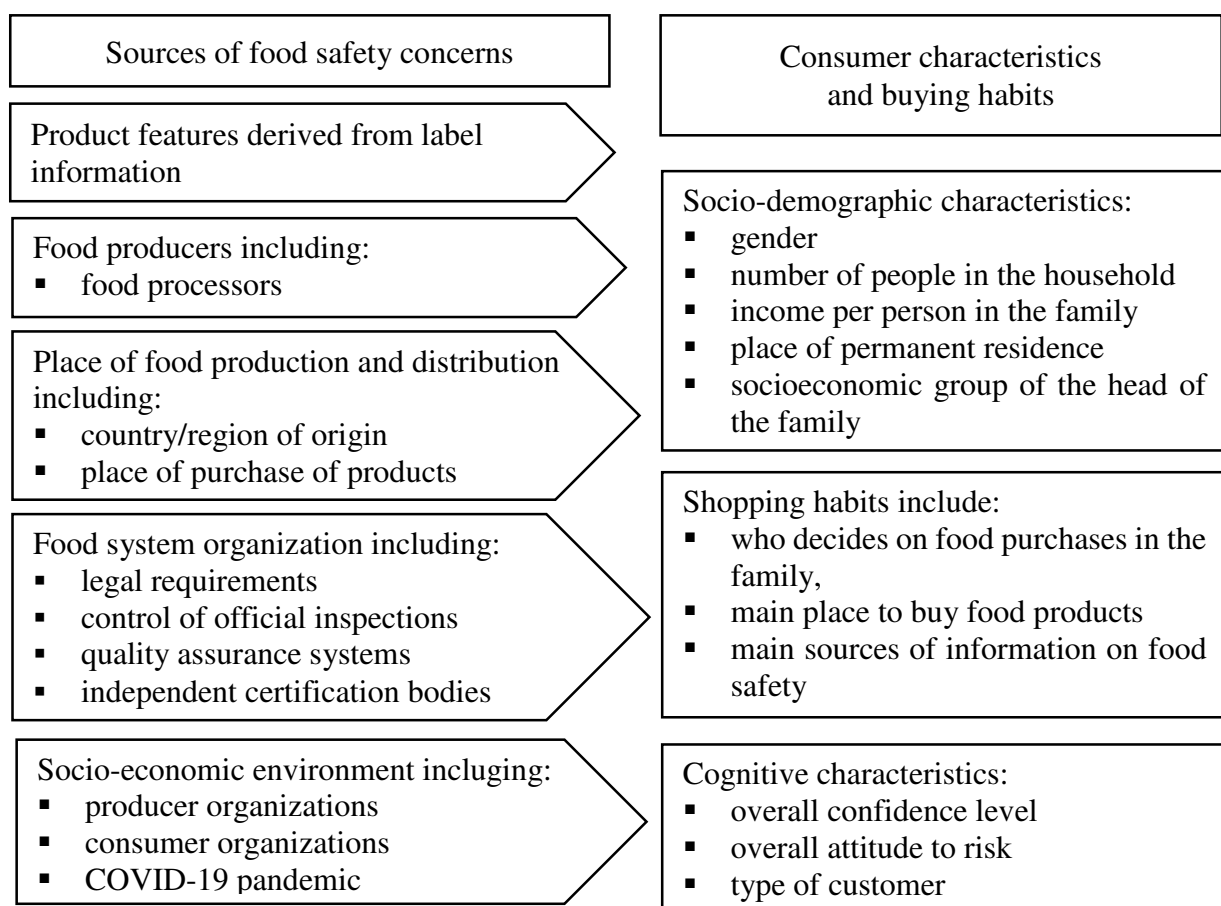 Sources of food safety concerns
Product features derived from label
information
Food producers including:
▪ food processors
Place of food production and distribution
including:
▪ country/region of origin
▪ place of purchase of products
Food system organization including:
▪ legal requirements
▪ control of official inspections
▪ quality assurance systems
▪ independent certification bodies
Socio-economic environment incluging:
▪ producer organizations
▪ consumer organizations
▪ COVID-19 pandemic
Consumer characteristics
and buying habits
Socio-demographic characteristics:
▪ gender
▪ number of people in the household
▪ income per person in the family
▪ place of permanent residence
▪ socioeconomic group of the head of
the family
Shopping habits include:
▪ who decides on food purchases in the
family,
▪ main place to buy food products
▪ main sources of information on food
safety
Cognitive characteristics:
▪ overall confidence level
▪ overall attitude to risk
▪ type of customer